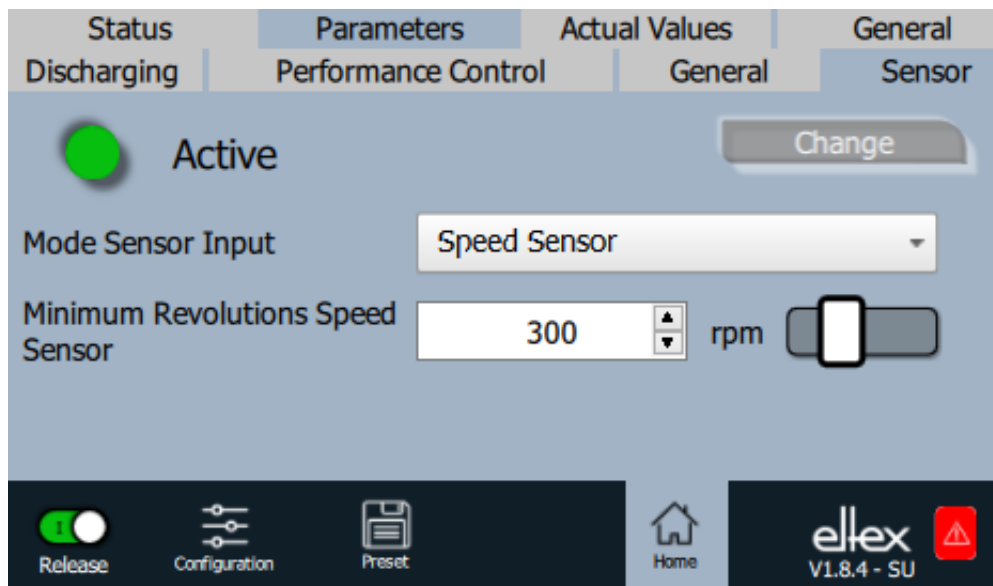 Status Parameters Actual Values General
Discharging Performance Control General Sensor
Active Change
Mode Sensor Input Speed Sensor
Minimum Revolutions Speed
Sensor
300 rpm
I
Release Configuration Preset Home
eltex
V1.8.4 - SU